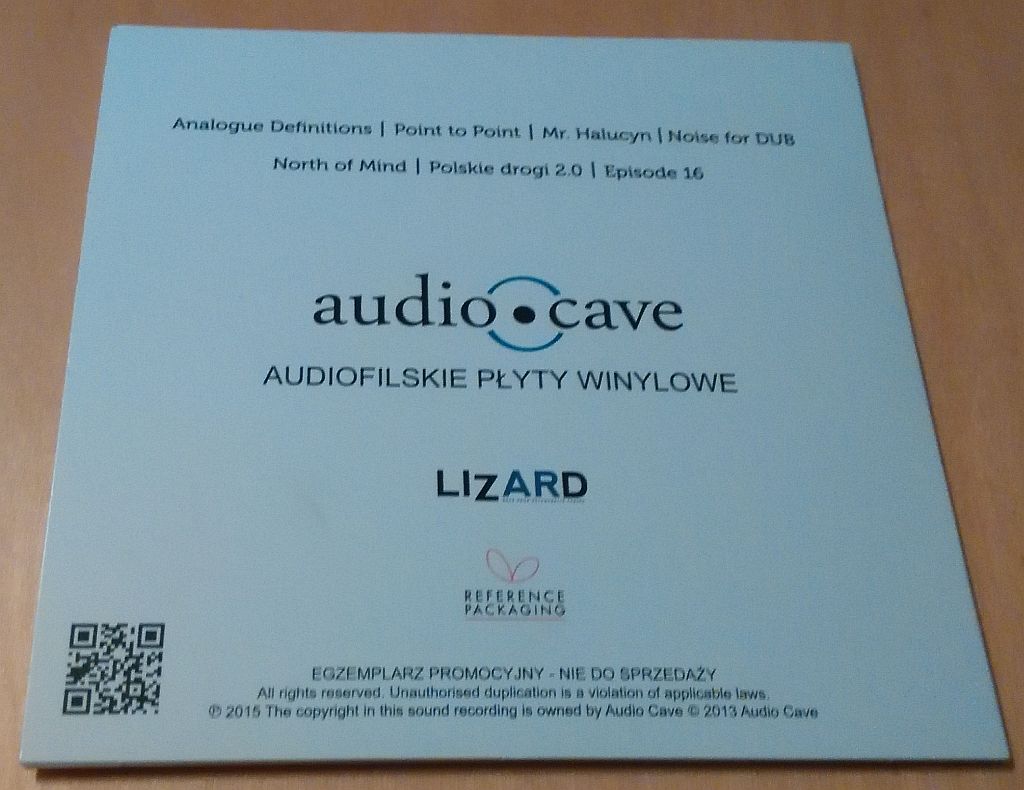 Analogue Definitions | Point to Point | Mr. Halucyn | Noise for DUB
North of Mind | Polskie drogi 2.0 | Episode 16
audio cave
AUDIOFILSKIE PŁYTY WINYLOWE
LIZARD
REFERENCE
PACKAGING
EGZEMPLARZ PROMOCYJNY - NIE DO SPRZEDAŻY
All rights reserved. Unauthorised duplication is a violation of applicable laws.
℗ 2015 The copyright in this sound recording is owned by Audio Cave © 2013 Audio Cave